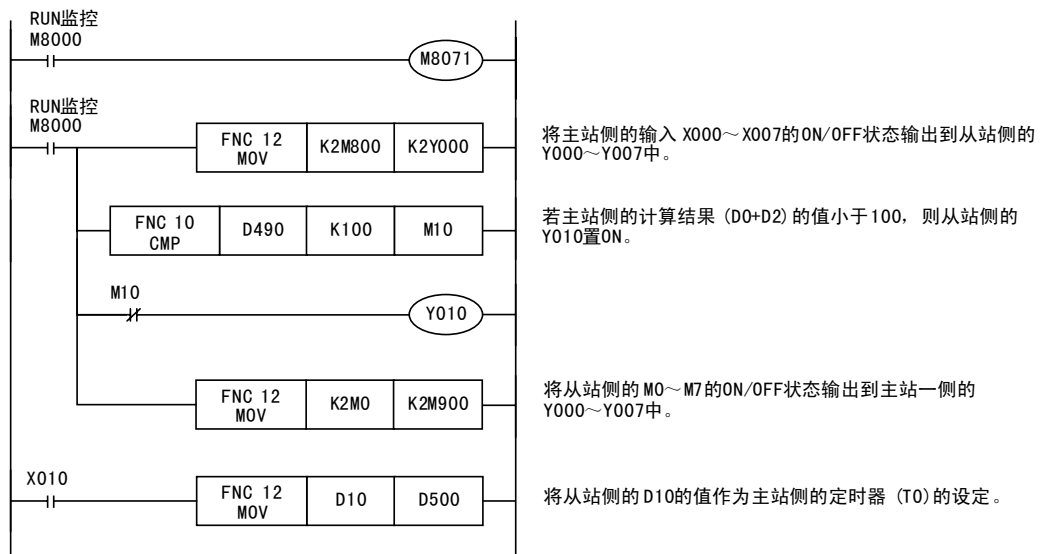 RUN监控
M8000
M8071
RUN监控
M8000
FNC 12
MOV
K2M800
K2Y000
将主站侧的输入 X000～X007的ON/OFF状态输出到从站侧的
Y000～Y007中。
FNC 10
CMP
D490
K100
M10
若主站侧的计算结果 (D0+D2) 的值小于100，则从站侧的
Y010置ON。
M10
Y010
FNC 12
MOV
K2M0
K2M900
将从站侧的 M0～M7的ON/OFF状态输出到主站一侧的
Y000～Y007中。
X010
FNC 12
MOV
D10
D500
将从站侧的D10的值作为主站侧的定时器 (T0) 的设定。